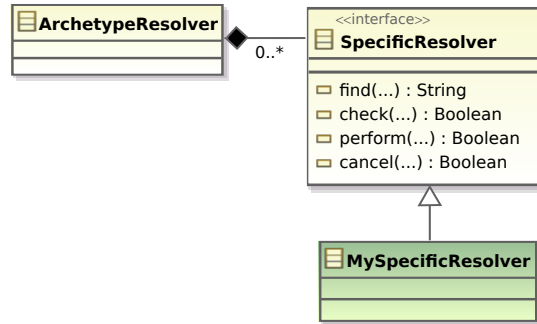 ArchetypeResolver
0..*
<<interface>>
SpecificResolver
find(...) : String
check(...) : Boolean
perform(...) : Boolean
cancel(...) : Boolean
MySpecificResolver